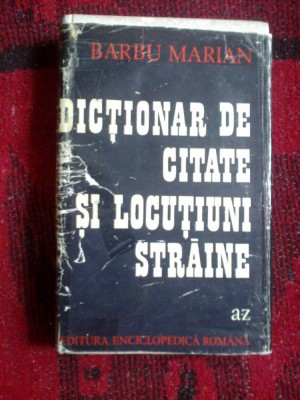 BARBU MARIAN
DICȚIONAR DE
CITATE
ȘI LOCUȚIUNI
STRĂINE
az
EDITURA ENCICLOPEDICĂ ROMÂNĂ